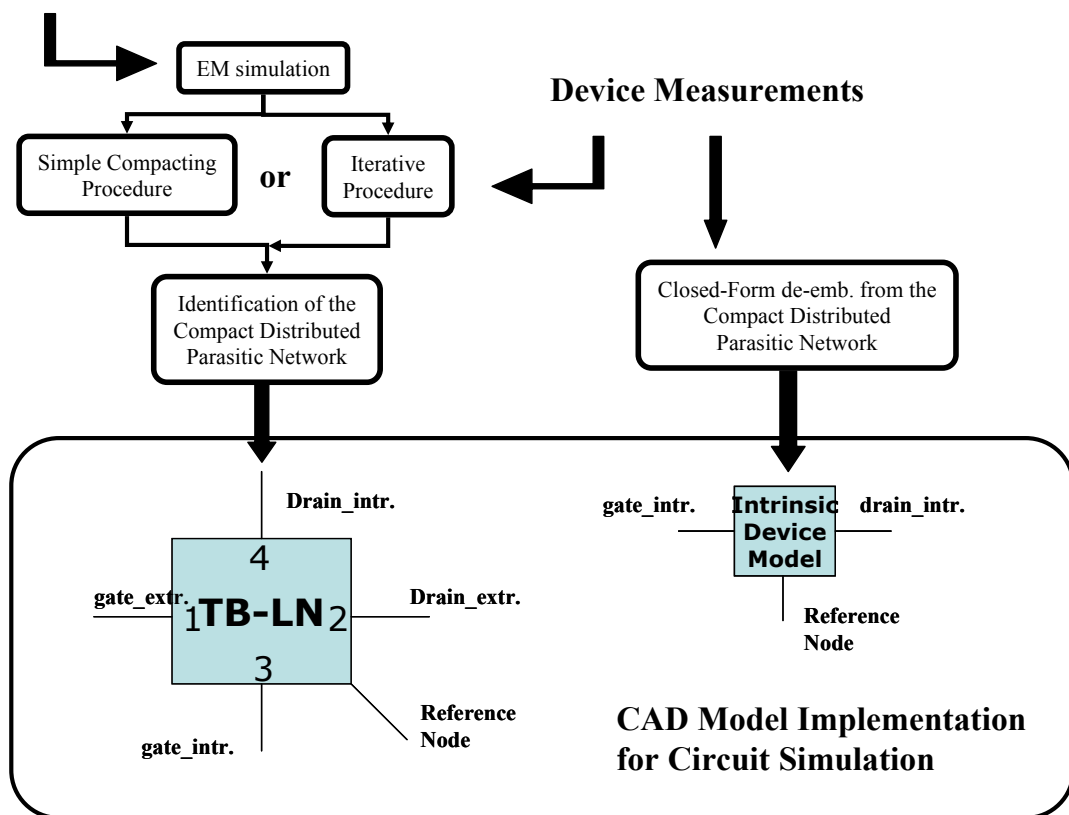 EM simulation
Device Measurements
Simple Compacting
Procedure
or
Iterative
Procedure
Identification of the
Compact Distributed
Parasitic Network
Closed-Form de-emb. from the
Compact Distributed
Parasitic Network
Drain_intr.
4
gate_extr.
1
TB-LN
2
Drain_extr.
3
gate_intr.
Reference
Node
gate_intr.
Intrinsic
Device
Model
drain_intr.
Reference
Node
CAD Model Implementation
for Circuit Simulation